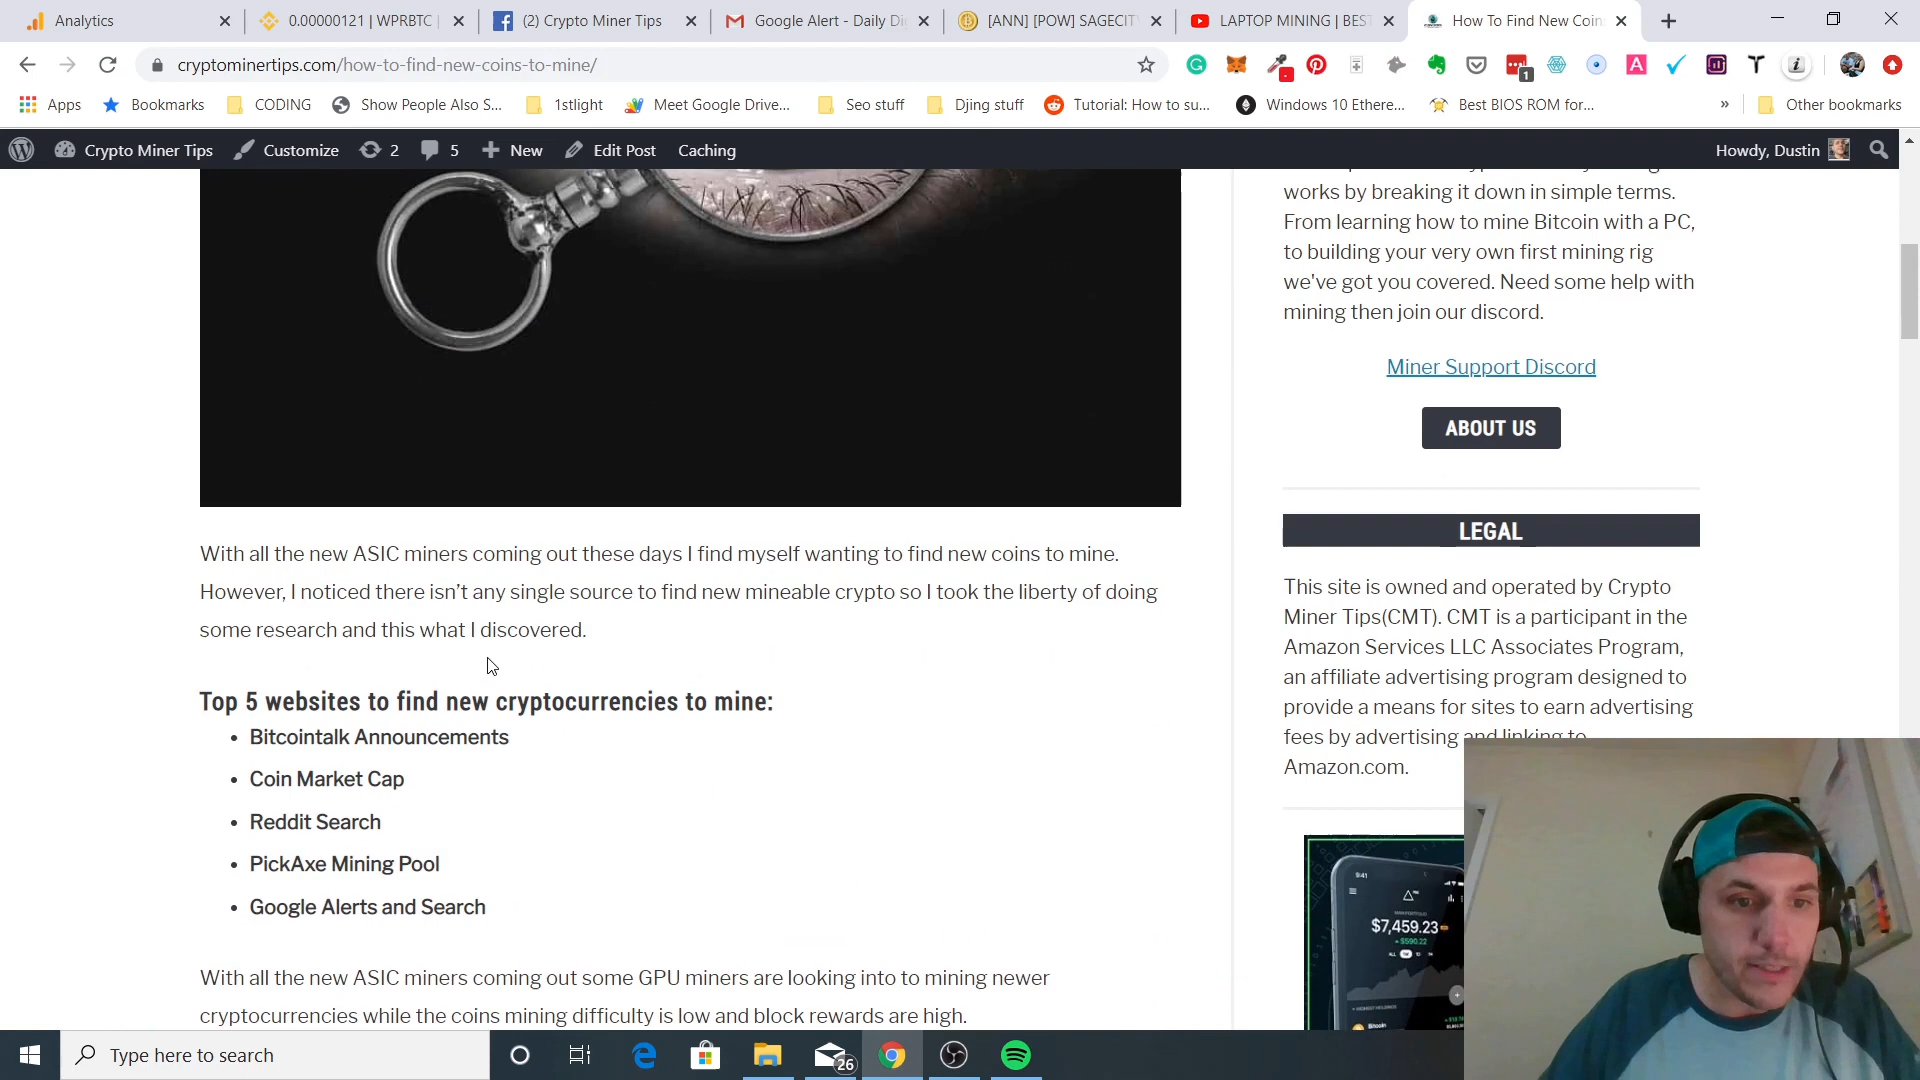 Analytics
0.00000121 | WPRBTC |
(2) Crypto Miner Tips
Google Alert - Daily Di
[ANN] [POW] SAGECIT
LAPTOP MINING | BEST
How To Find New Coin
cryptominertips.com/how-to-find-new-coins-to-mine/
1
Apps
Bookmarks
CODING
Show People Also S...
1stlight
Meet Google Drive...
Seo stuff
Djing stuff
Tutorial: How to su...
Windows 10 Ethere...
Best BIOS ROM for...
»
Other bookmarks
Crypto Miner Tips
Customize
2
5
New
Edit Post
Caching
Howdy, Dustin
works by breaking it down in simple terms.
From learning how to mine Bitcoin with a PC,
to building your very own first mining rig
we've got you covered. Need some help with
mining then join our discord.
Miner Support Discord
ABOUT US
LEGAL
This site is owned and operated by Crypto
Miner Tips(CMT). CMT is a participant in the
Amazon Services LLC Associates Program,
an affiliate advertising program designed to
provide a means for sites to earn advertising
fees by advertising and linking to
Amazon.com.
9:41
$7,459.23
+ $590.22
Bitcoin
With all the new ASIC miners coming out these days I find myself wanting to find new coins to mine.
However, I noticed there isn’t any single source to find new mineable crypto so I took the liberty of doing
some research and this what I discovered.
Top 5 websites to find new cryptocurrencies to mine:
• Bitcointalk Announcements
• Coin Market Cap
• Reddit Search
• PickAxe Mining Pool
• Google Alerts and Search
With all the new ASIC miners coming out some GPU miners are looking into to mining newer
cryptocurrencies while the coins mining difficulty is low and block rewards are high.
Type here to search
26